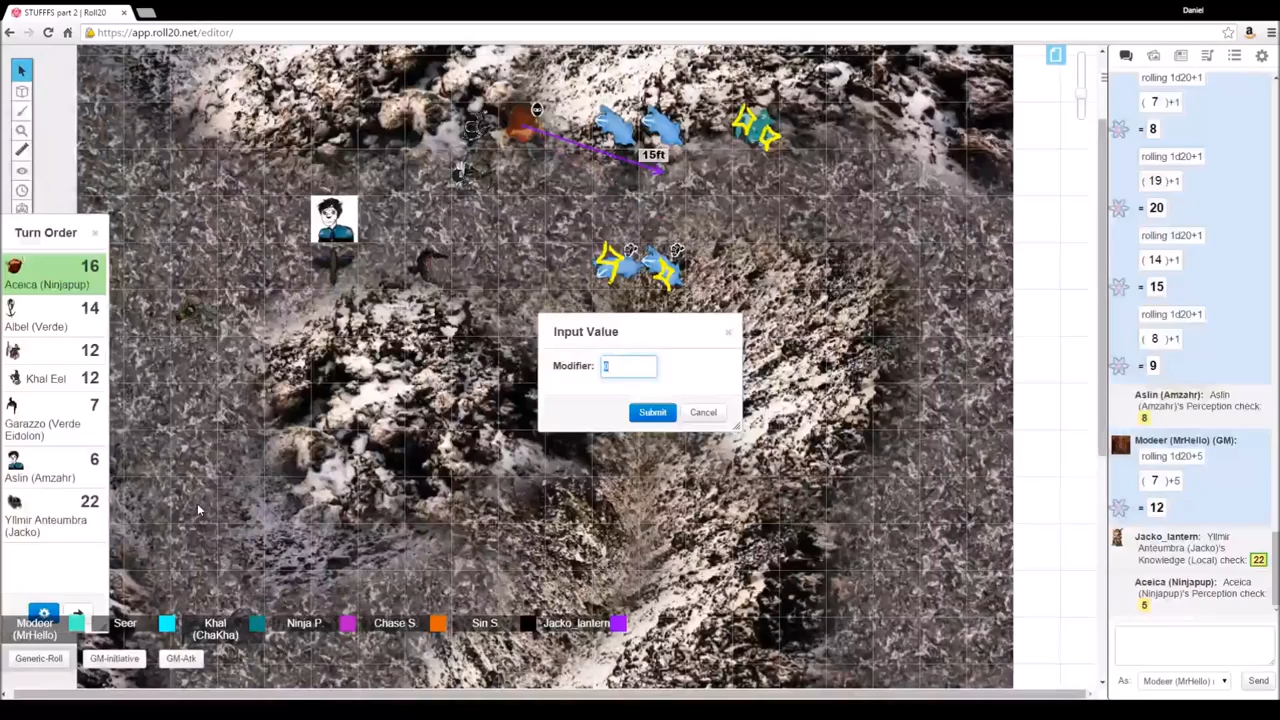 Daniel
STUFFFS part 2 | Roll20
https://app.roll20.net/editor/
15ft
Turn Order
16
Aceica (Ninjapup)
14
Albel (Verde)
12
Khal Eel 12
7
Garazzo (Verde
Eidolon)
6
Aslin (Amzahr)
22
Yllmir Anteumbra
(Jacko)
Input Value
Modifier: 0
Submit Cancel
Modeer
(MrHello)
Seer
Khal
(ChaKha)
Ninja P.
Chase S.
Sin S.
Jacko_lantern
Generic-Roll GM-initiative GM-Atk
rolling 1d20+1
( 7 )+1
= 8
rolling 1d20+1
( 19 )+1
= 20
rolling 1d20+1
( 14 )+1
= 15
rolling 1d20+1
( 8 )+1
= 9
Aslin (Amzahr): Aslin
(Amzahr)'s Perception check:
8
Modeer (MrHello) (GM):
rolling 1d20+5
( 7 )+5
= 12
Jacko_lantern: Yllmir
Anteumbra (Jacko)'s
Knowledge (Local) check: 22
Aceica (Ninjapup): Aceica
(Ninjapup)'s Perception check:
5
As: Modeer (MrHello) Send